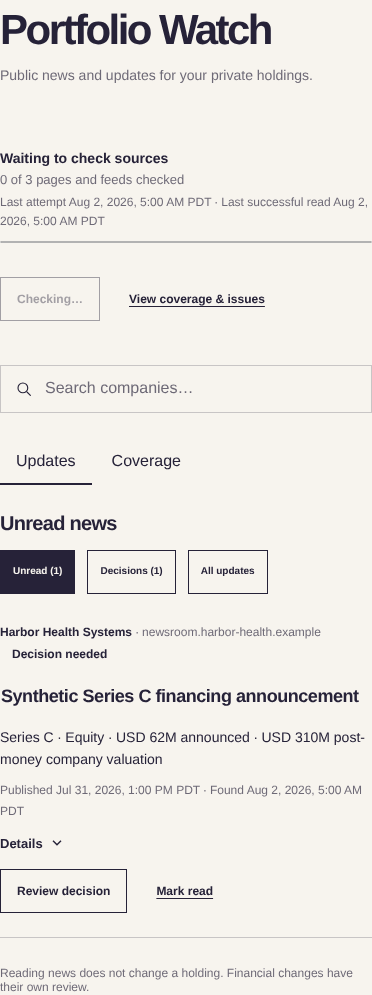 Portfolio Watch
Public news and updates for your private holdings.
Waiting to check sources
0 of 3 pages and feeds checked
Last attempt Aug 2, 2026, 5:00 AM PDT · Last successful read Aug 2,
2026, 5:00 AM PDT
Checking…
View coverage & issues
Search companies…
Updates
Coverage
Unread news
Unread (1)
Decisions (1)
All updates
Harbor Health Systems · newsroom.harbor-health.example
Decision needed
Synthetic Series C financing announcement
Series C · Equity · USD 62M announced · USD 310M post-
money company valuation
Published Jul 31, 2026, 1:00 PM PDT · Found Aug 2, 2026, 5:00 AM
PDT
Details
Review decision
Mark read
Reading news does not change a holding. Financial changes have
their own review.